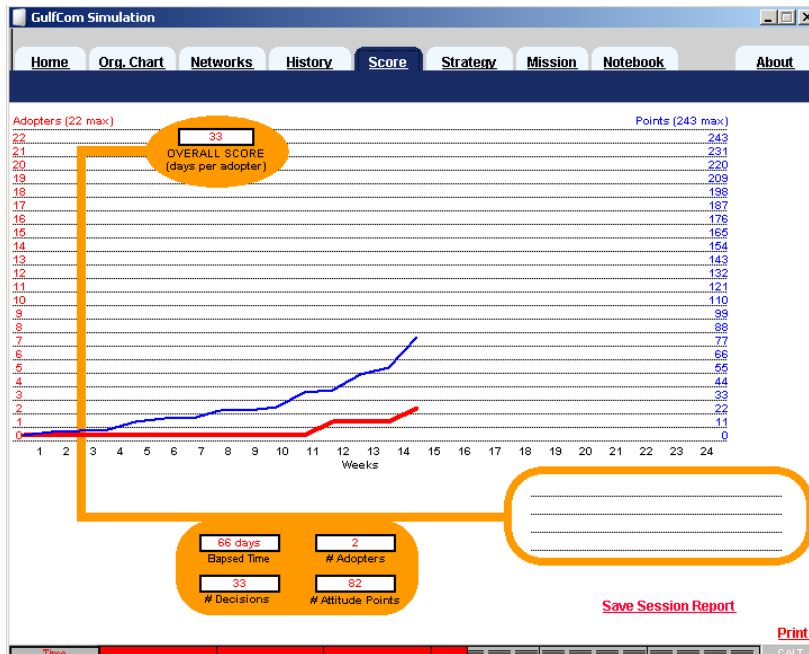 GulfCom Simulation
Home Org. Chart Networks History Score Strategy Mission Notebook About
Adopters (22 max) Points (243 max)
33
OVERALL SCORE
(days per adopter)
22 243
21 231
20 220
19 209
18 198
17 187
16 176
15 165
14 154
13 143
12 132
11 121
10 110
9 99
8 88
7 77
6 66
5 55
4 44
3 33
2 22
1 11
0 0
1 2 3 4 5 6 7 8 9 10 11 12 13 14 15 16 17 18 19 20 21 22 23 24
Weeks
66 days 2
Elapsed Time # Adopters
33 82
# Decisions # Attitude Points
Save Session Report
Print
Time CALT